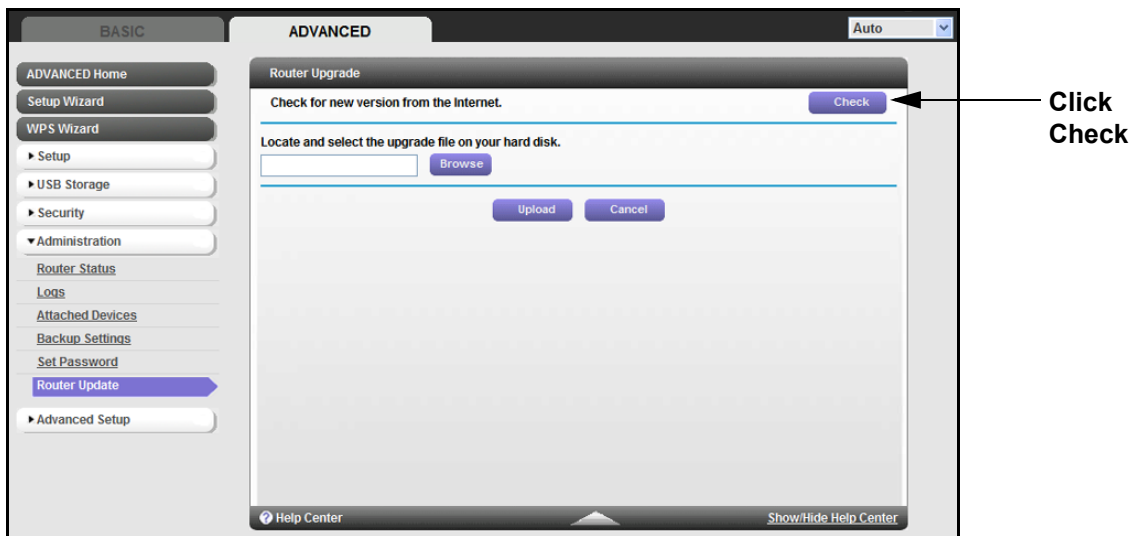 BASIC
ADVANCED
Auto
ADVANCED Home
Setup Wizard
WPS Wizard
Setup
USB Storage
Security
Administration
Router Status
Logs
Attached Devices
Backup Settings
Set Password
Router Update
Advanced Setup
Router Upgrade
Check for new version from the Internet.
Check
Locate and select the upgrade file on your hard disk.
Browse
Upload
Cancel
Help Center
Show/Hide Help Center
Click
Check